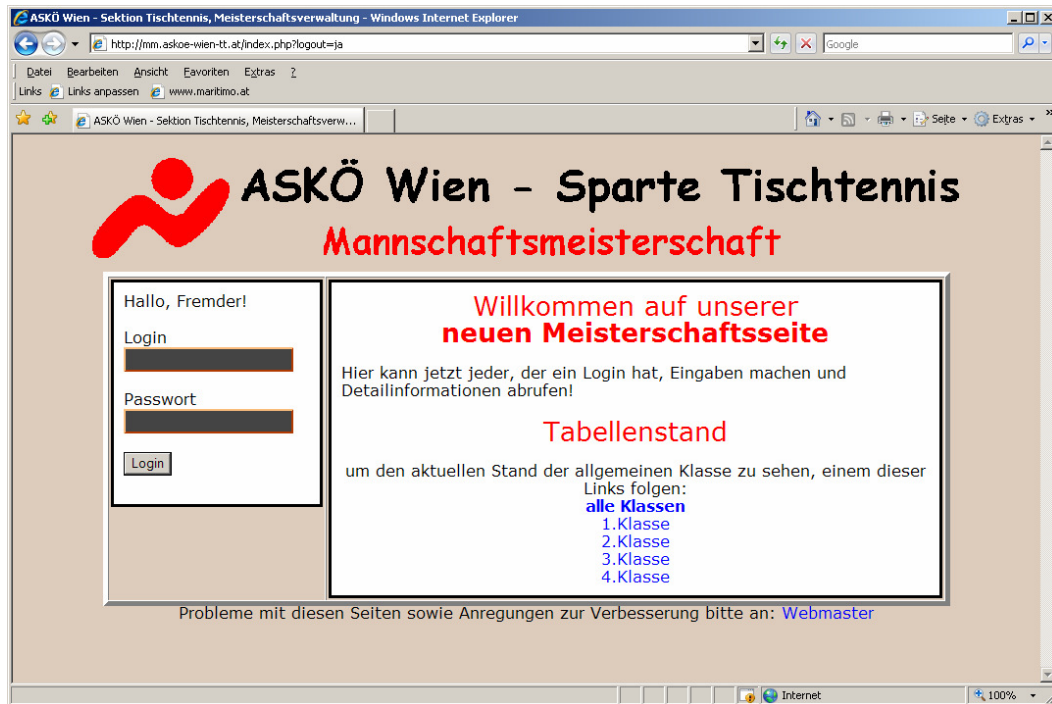 ASKÖ Wien - Sektion Tischtennis, Meisterschaftsverwaltung - Windows Internet Explorer
http://mm.askoe-wien-tt.at/index.php?logout=ja
Google
Datei Bearbeiten Ansicht Favoriten Extras ?
Links Links anpassen www.maritimo.at
ASKÖ Wien - Sektion Tischtennis, Meisterschaftsverw... Seite Extras »
ASKÖ Wien - Sparte Tischtennis
Mannschaftsmeisterschaft
Hallo, Fremder!
Login
Passwort
Login
Willkommen auf unserer
neuen Meisterschaftsseite
Hier kann jetzt jeder, der ein Login hat, Eingaben machen und
Detailinformationen abrufen!
Tabellenstand
um den aktuellen Stand der allgemeinen Klasse zu sehen, einem dieser
Links folgen:
alle Klassen
1.Klasse
2.Klasse
3.Klasse
4.Klasse
Probleme mit diesen Seiten sowie Anregungen zur Verbesserung bitte an: Webmaster
Internet 100%